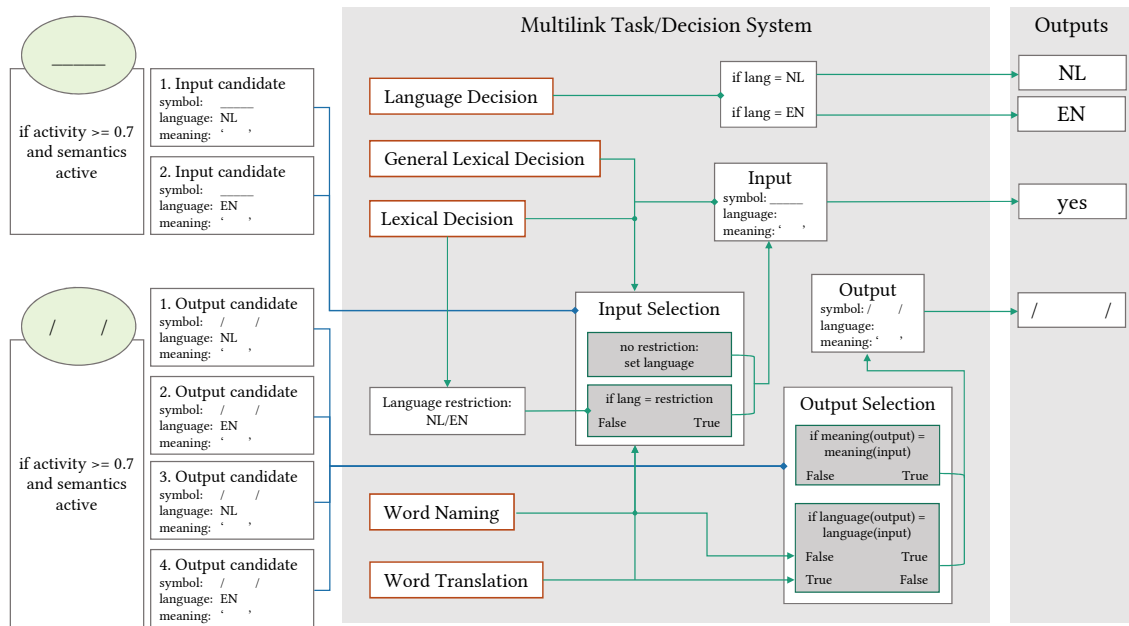 _____
if activity >= 0.7
and semantics
active
1. Input candidate
symbol: _____
language: NL
meaning: ‘ ’
2. Input candidate
symbol: _____
language: EN
meaning: ‘ ’
/ /
if activity >= 0.7
and semantics
active
1. Output candidate
symbol: / /
language: NL
meaning: ‘ ’
2. Output candidate
symbol: / /
language: EN
meaning: ‘ ’
3. Output candidate
symbol: / /
language: NL
meaning: ‘ ’
4. Output candidate
symbol: / /
language: EN
meaning: ‘ ’
Multilink Task/Decision System
Language Decision
if lang = NL
if lang = EN
General Lexical Decision
Lexical Decision
Input
symbol: _____
language:
meaning: ‘ ’
Input Selection
no restriction:
set language
if lang = restriction
False True
Language restriction:
NL/EN
Output
symbol: / /
language:
meaning: ‘ ’
Output Selection
if meaning(output) =
meaning(input)
False True
if language(output) =
language(input)
False True
True False
Word Naming
Word Translation
Outputs
NL
EN
yes
/ /